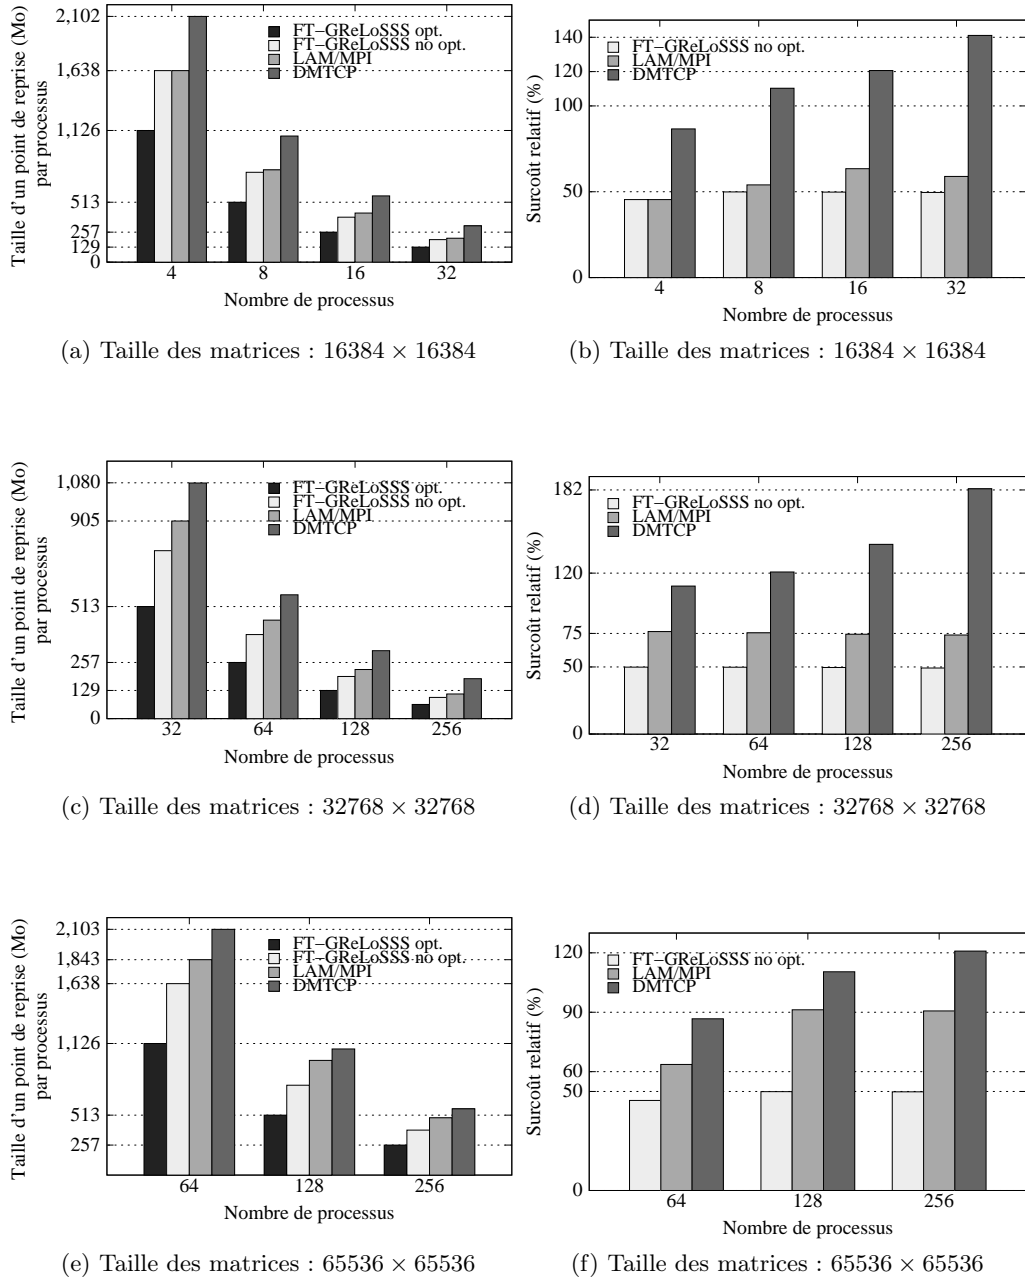 Taille d'un point de reprise (Mo)
par processus
2,102
1,638
1,126
513
257
129
0
FT−GReLoSSS opt.
FT−GReLoSSS no opt.
LAM/MPI
DMTCP
4
8
16
32
Nombre de processus
(a) Taille des matrices : 16384 × 16384
Surcoût relatif (%)
140
120
100
50
0
FT−GReLoSSS no opt.
LAM/MPI
DMTCP
4
8
16
32
Nombre de processus
(b) Taille des matrices : 16384 × 16384
Taille d'un point de reprise (Mo)
par processus
1,080
905
513
257
129
0
FT−GReLoSSS opt.
FT−GReLoSSS no opt.
LAM/MPI
DMTCP
32
64
128
256
Nombre de processus
(c) Taille des matrices : 32768 × 32768
Surcoût relatif (%)
182
120
75
50
0
FT−GReLoSSS no opt.
LAM/MPI
DMTCP
32
64
128
256
Nombre de processus
(d) Taille des matrices : 32768 × 32768
Taille d'un point de reprise (Mo)
par processus
2,103
1,843
1,638
1,126
513
257
FT−GReLoSSS opt.
FT−GReLoSSS no opt.
LAM/MPI
DMTCP
64
128
256
Nombre de processus
(e) Taille des matrices : 65536 × 65536
Surcoût relatif (%)
120
90
60
50
0
FT−GReLoSSS no opt.
LAM/MPI
DMTCP
64
128
256
Nombre de processus
(f) Taille des matrices : 65536 × 65536